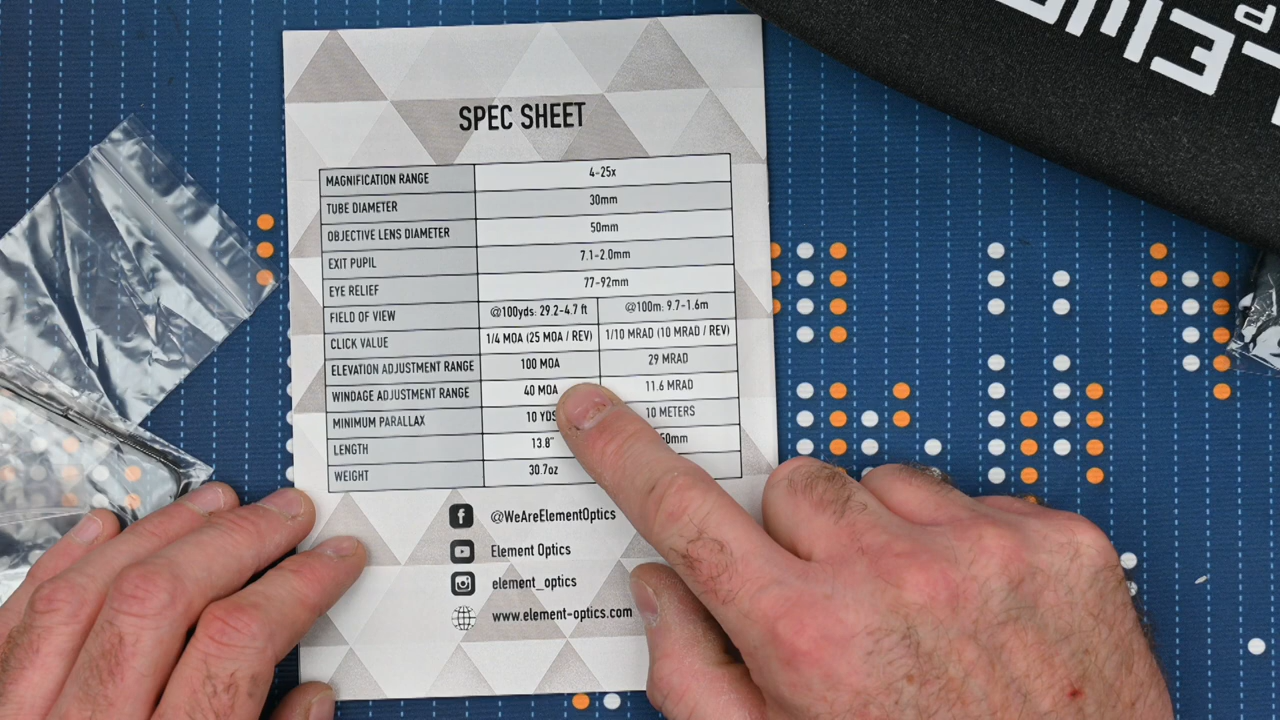 SPEC SHEET
MAGNIFICATION RANGE 4-25x
TUBE DIAMETER 30mm
OBJECTIVE LENS DIAMETER 50mm
EXIT PUPIL 7.1-2.0mm
EYE RELIEF 77-92mm
FIELD OF VIEW @100yds: 29.2-4.7 ft @100m: 9.7-1.6m
CLICK VALUE 1/4 MOA (25 MOA / REV) 1/10 MRAD (10 MRAD / REV)
ELEVATION ADJUSTMENT RANGE 100 MOA 29 MRAD
WINDAGE ADJUSTMENT RANGE 40 MOA 11.6 MRAD
MINIMUM PARALLAX 10 YDS 10 METERS
LENGTH 13.8"
WEIGHT 30.7oz
@WeAreElementOptics
Element Optics
element_optics
www.element-optics.com